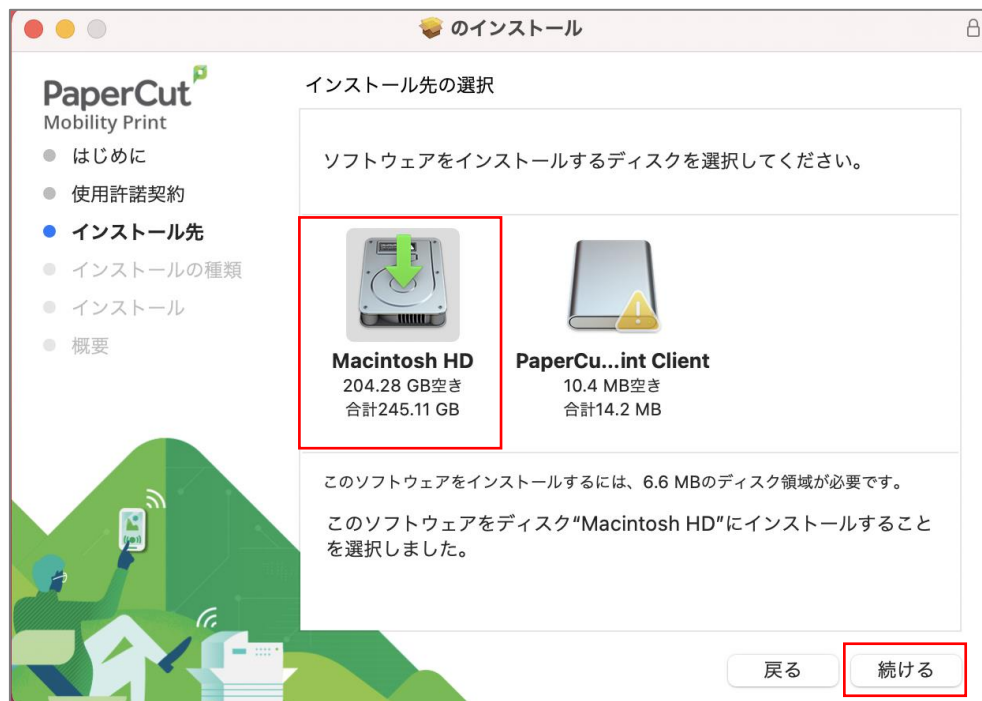 のインストール
PaperCut
Mobility Print
はじめに
使用許諾契約
インストール先
インストールの種類
インストール
概要
インストール先の選択
ソフトウェアをインストールするディスクを選択してください。
Macintosh HD
204.28 GB空き
合計245.11 GB
PaperCu...int Client
10.4 MB空き
合計14.2 MB
このソフトウェアをインストールするには、6.6 MBのディスク領域が必要です。
このソフトウェアをディスク“Macintosh HD”にインストールすること
を選択しました。
戻る
続ける